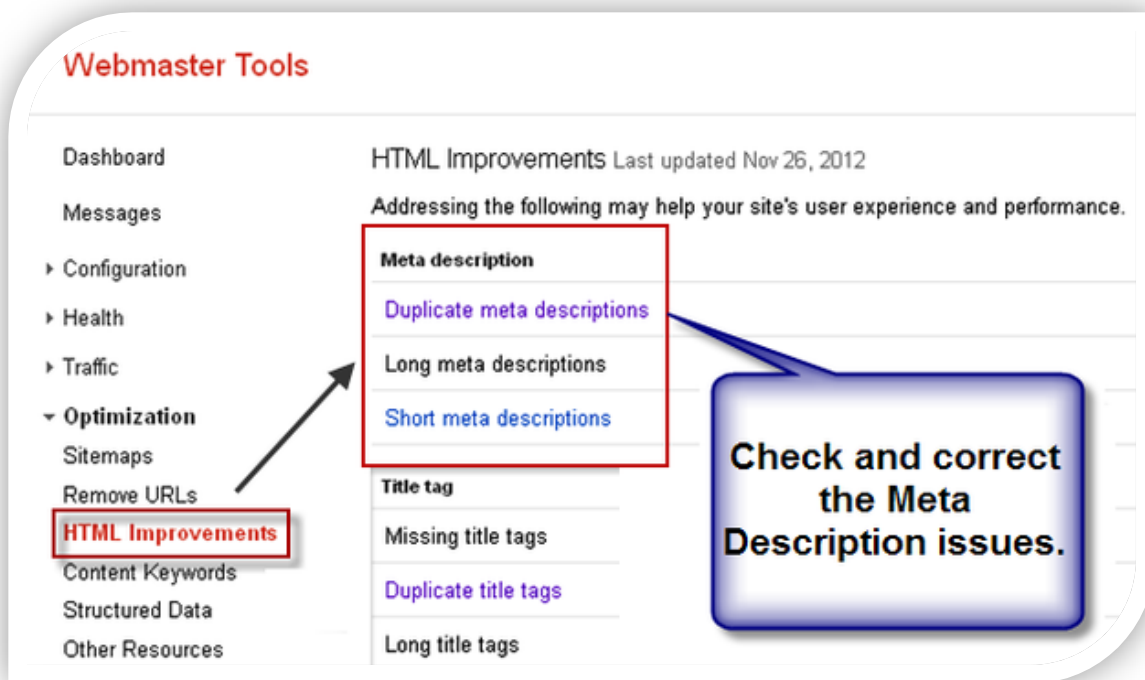 Webmaster Tools
Dashboard
Messages
Configuration
Health
Traffic
Optimization
Sitemaps
Remove URLs
HTML Improvements
Content Keywords
Structured Data
Other Resources
HTML Improvements Last updated Nov 26, 2012
Addressing the following may help your site's user experience and performance.
Meta description
Duplicate meta descriptions
Long meta descriptions
Short meta descriptions
Title tag
Missing title tags
Duplicate title tags
Long title tags
Check and correct
the Meta
Description issues.